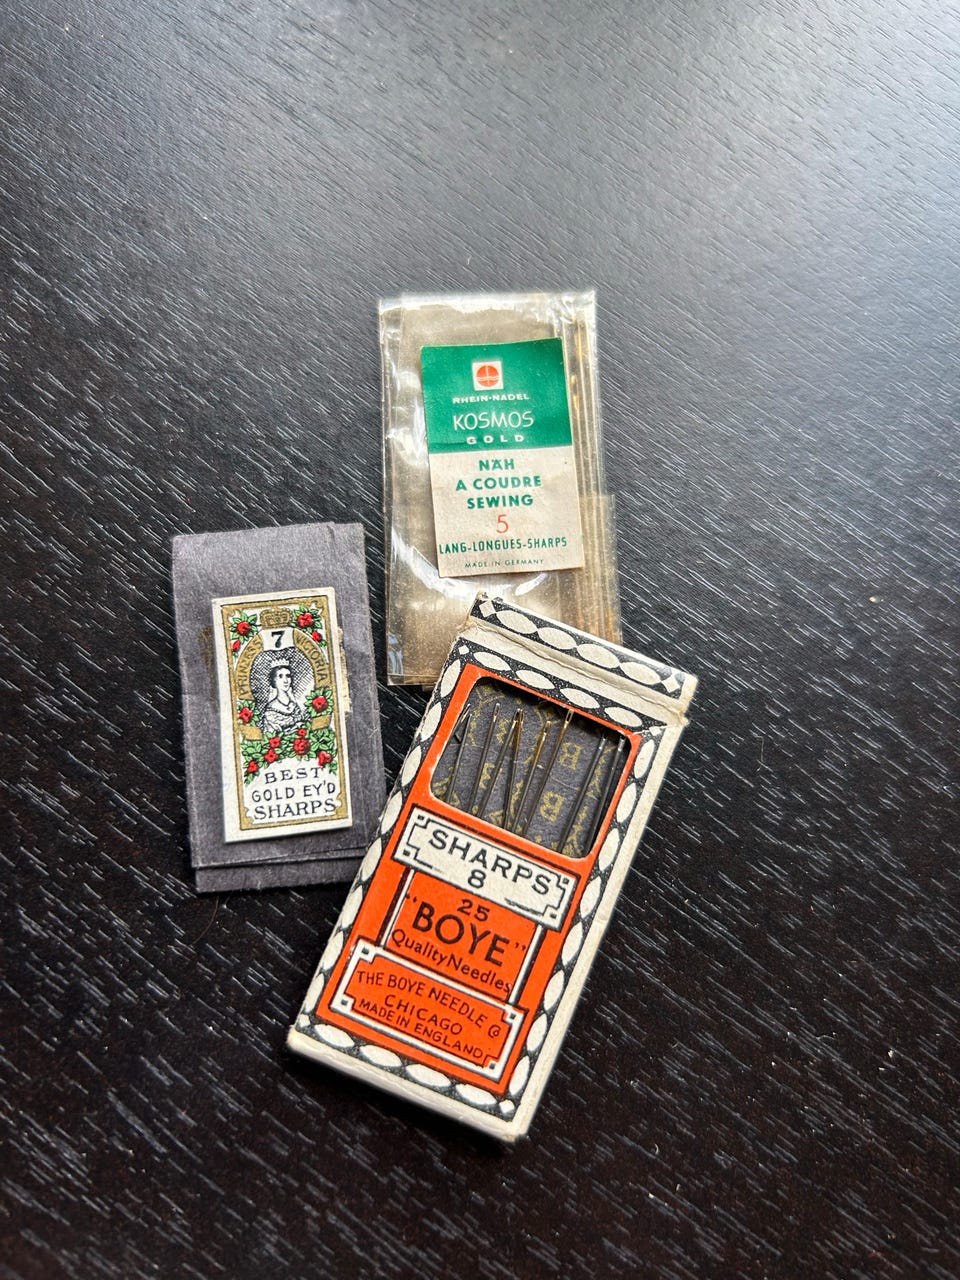 RHEIN-NADEL
KOSMOS
GOLD
NÄH
A COUDRE
SEWING
5
LANG-LONGUES-SHARPS
MADE IN GERMANY
7
PRINCESS VICTORIA
BEST
GOLD EY'D
SHARPS
SHARPS
8
25
"BOYE"
Quality Needles
THE BOYE NEEDLE Co
CHICAGO
MADE IN ENGLAND